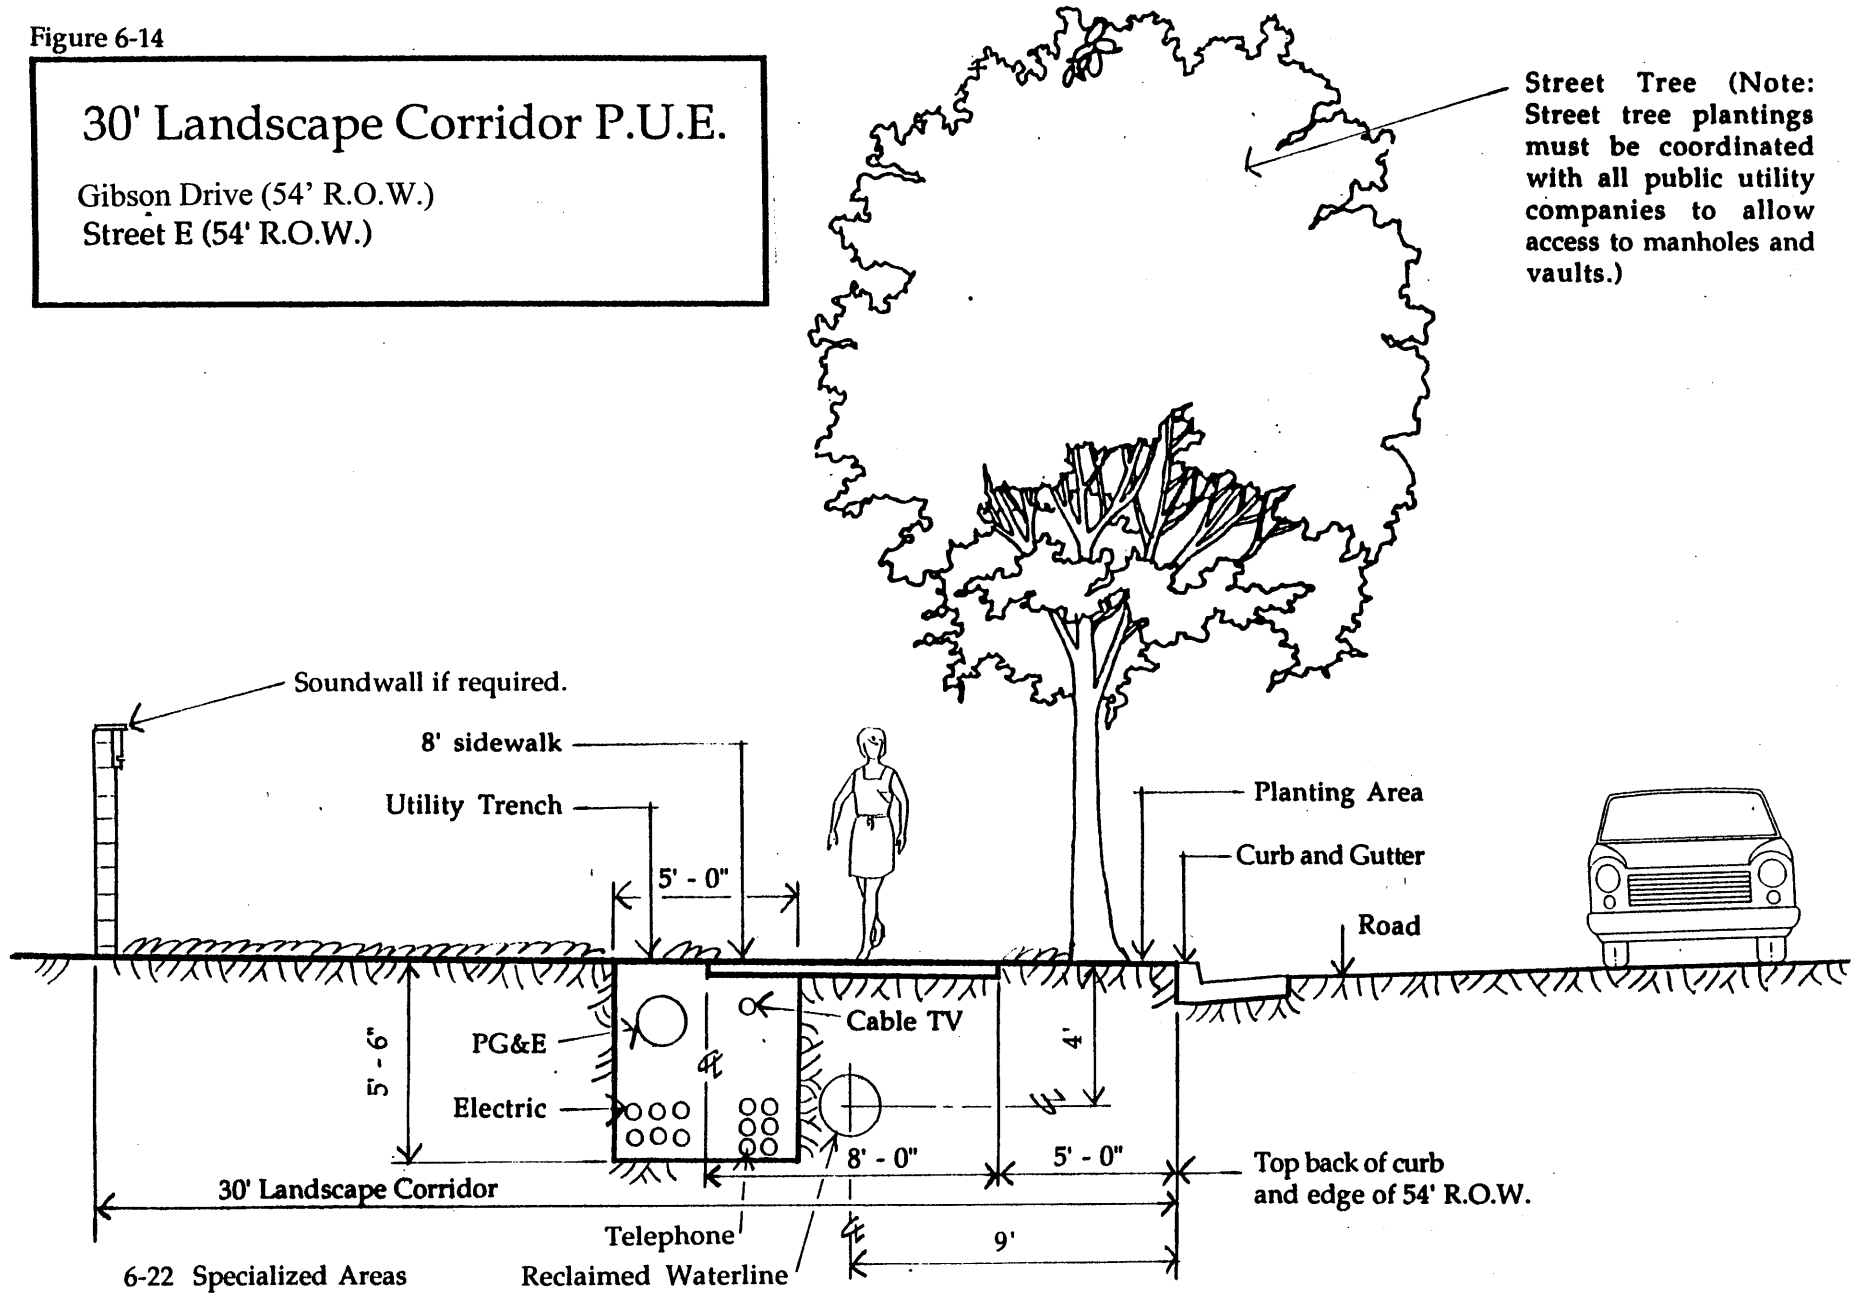 Figure 6-14
30' Landscape Corridor P.U.E.
Gibson Drive (54' R.O.W.)
Street E (54' R.O.W.)
Street Tree (Note:
Street tree plantings
must be coordinated
with all public utility
companies to allow
access to manholes and
vaults.)
Soundwall if required.
8' sidewalk
Utility Trench
Planting Area
Curb and Gutter
5' - 0"
Road
Cable TV
PG&E
4'
5' - 6"
Electric
8' - 0"
5' - 0"
Top back of curb
and edge of 54' R.O.W.
30' Landscape Corridor
Telephone
9'
6-22 Specialized Areas
Reclaimed Waterline